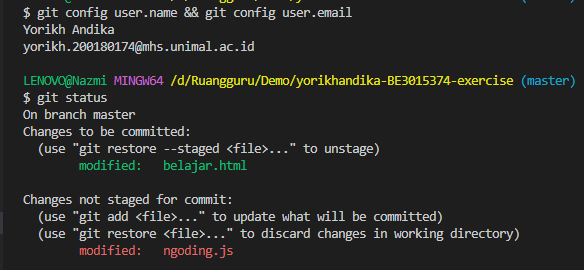 $ git config user.name && git config user.email
Yorikh Andika
yorikh.200180174@mhs.unimal.ac.id
LENOVO@Nazmi MINGW64 /d/Ruangguru/Demo/yorikhandika-BE3015374-exercise (master)
$ git status
On branch master
Changes to be committed:
  (use "git restore --staged <file>..." to unstage)
        modified:   belajar.html
Changes not staged for commit:
  (use "git add <file>..." to update what will be committed)
  (use "git restore <file>..." to discard changes in working directory)
        modified:   ngoding.js